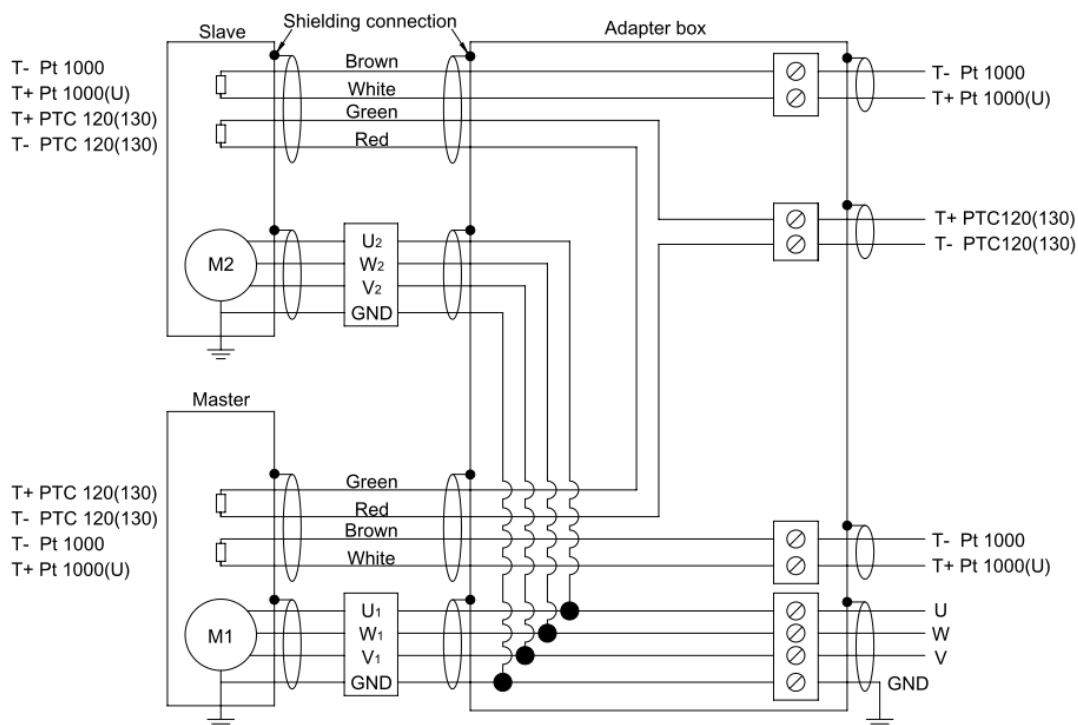 Shielding connection
Slave
Adapter box
T- Pt 1000
T+ Pt 1000(U)
T+ PTC 120(130)
T- PTC 120(130)
Brown
White
Green
Red
T- Pt 1000
T+ Pt 1000(U)
T+ PTC120(130)
T- PTC120(130)
M2
U2
W2
V2
GND
Master
T+ PTC 120(130)
T- PTC 120(130)
T- Pt 1000
T+ Pt 1000(U)
Green
Red
Brown
White
T- Pt 1000
T+ Pt 1000(U)
M1
U1
W1
V1
GND
U
W
V
GND